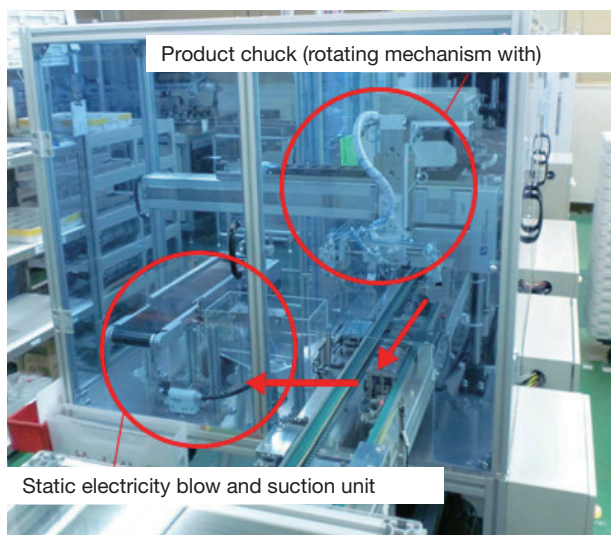 Product chuck (rotating mechanism with)
Static electricity blow and suction unit